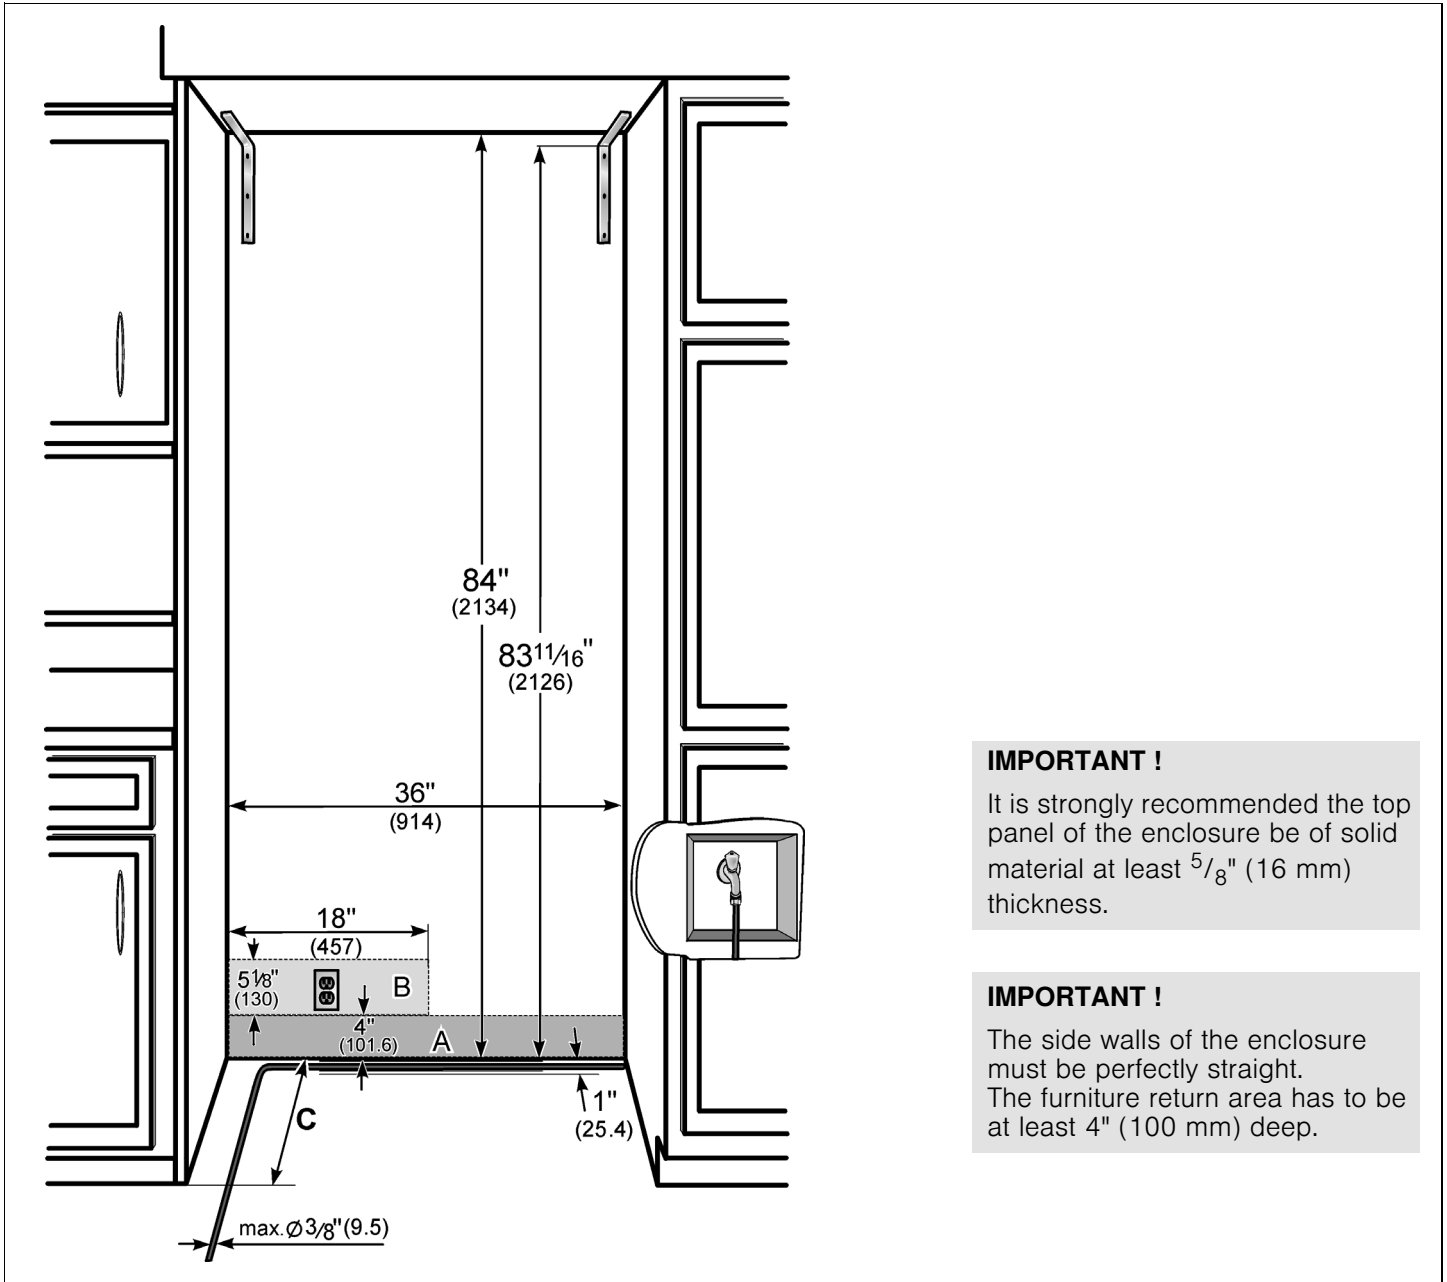 84"
(2134)
83 11/16"
(2126)
36"
(914)
18"
(457)
5 1/8"
(130)
B
4"
(101.6)
A
C
1"
(25.4)
max. Ø 3/8" (9.5)
IMPORTANT !
It is strongly recommended the top
panel of the enclosure be of solid
material at least 5/8" (16 mm)
thickness.
IMPORTANT !
The side walls of the enclosure
must be perfectly straight.
The furniture return area has to be
at least 4" (100 mm) deep.